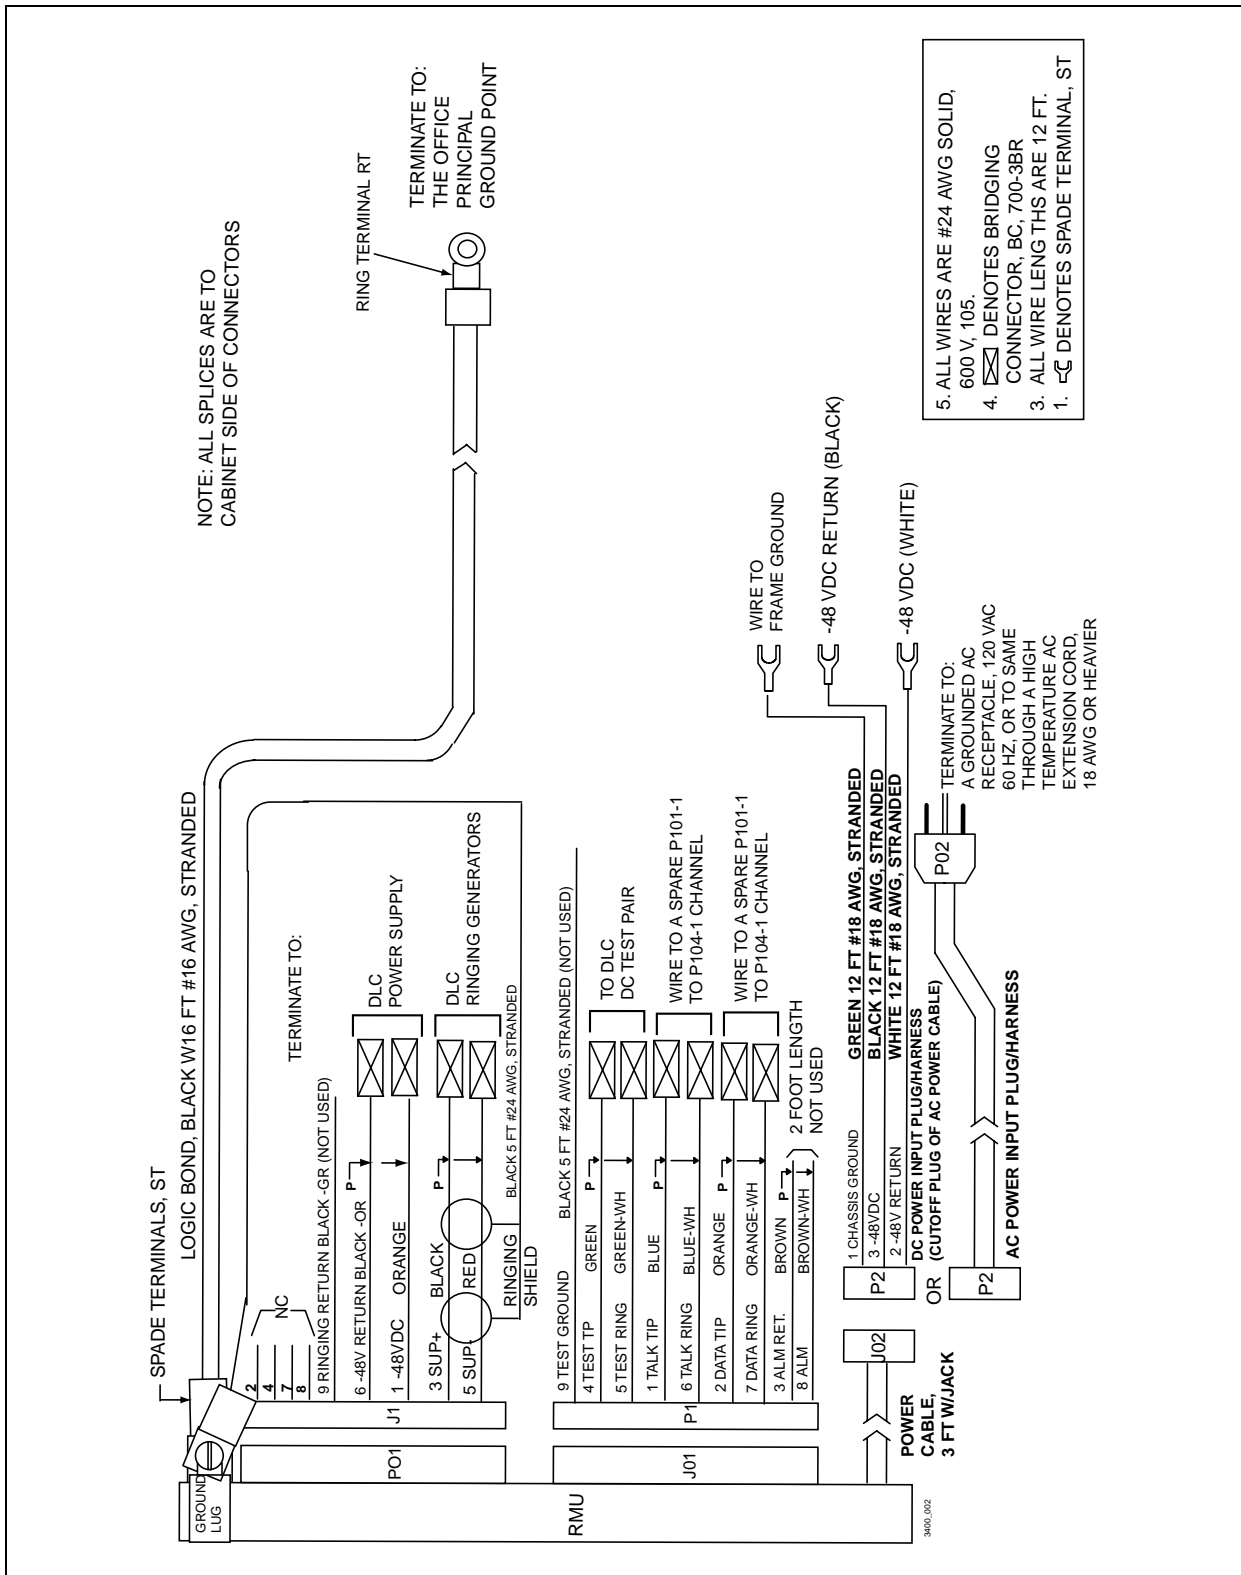 NOTE: ALL SPLICES ARE TO
CABINET SIDE OF CONNECTORS
SPADE TERMINALS, ST
LOGIC BOND, BLACK W16 FT #16 AWG, STRANDED
RING TERMINAL RT
TERMINATE TO:
THE OFFICE
PRINCIPAL
GROUND POINT
GROUND
LUG
RMU
PO1
J1
2
4
7
8
NC
TERMINATE TO:
9 RINGING RETURN BLACK -GR (NOT USED)
6 -48V RETURN BLACK -OR
P
1 -48VDC ORANGE
DLC
POWER SUPPLY
3 SUP+ BLACK
P
5 SUP- RED
DLC
RINGING GENERATORS
RINGING
SHIELD
BLACK 5 FT #24 AWG, STRANDED
J01
P1
9 TEST GROUND BLACK 5 FT #24 AWG, STRANDED (NOT USED)
4 TEST TP GREEN P
5 TEST RING GREEN-WH
TO DLC
DC TEST PAIR
1 TALK TIP BLUE P
6 TALK RING BLUE-WH
WIRE TO A SPARE P101-1
TO P104-1 CHANNEL
2 DATA TIP ORANGE P
7 DATA RING ORANGE-WH
WIRE TO A SPARE P101-1
TO P104-1 CHANNEL
3 ALM RET. BROWN P
8 ALM BROWN-WH
2 FOOT LENGTH
NOT USED
POWER
CABLE,
3 FT W/JACK
J02
P2
1 CHASSIS GROUND
3 -48VDC
2 -48V RETURN
GREEN 12 FT #18 AWG, STRANDED
BLACK 12 FT #18 AWG, STRANDED
WHITE 12 FT #18 AWG, STRANDED
WIRE TO
FRAME GROUND
-48 VDC RETURN (BLACK)
-48 VDC (WHITE)
DC POWER INPUT PLUG/HARNESS
(CUTOFF PLUG OF AC POWER CABLE)
OR
P2
AC POWER INPUT PLUG/HARNESS
P02
TERMINATE TO:
A GROUNDED AC
RECEPTACLE, 120 VAC
60 HZ, OR TO SAME
THROUGH A HIGH
TEMPERATURE AC
EXTENSION CORD,
18 AWG OR HEAVIER
5. ALL WIRES ARE #24 AWG SOLID,
600 V, 105.
4. DENOTES BRIDGING
CONNECTOR, BC, 700-3BR
3. ALL WIRE LENG THS ARE 12 FT.
1. DENOTES SPADE TERMINAL, ST
3400_002